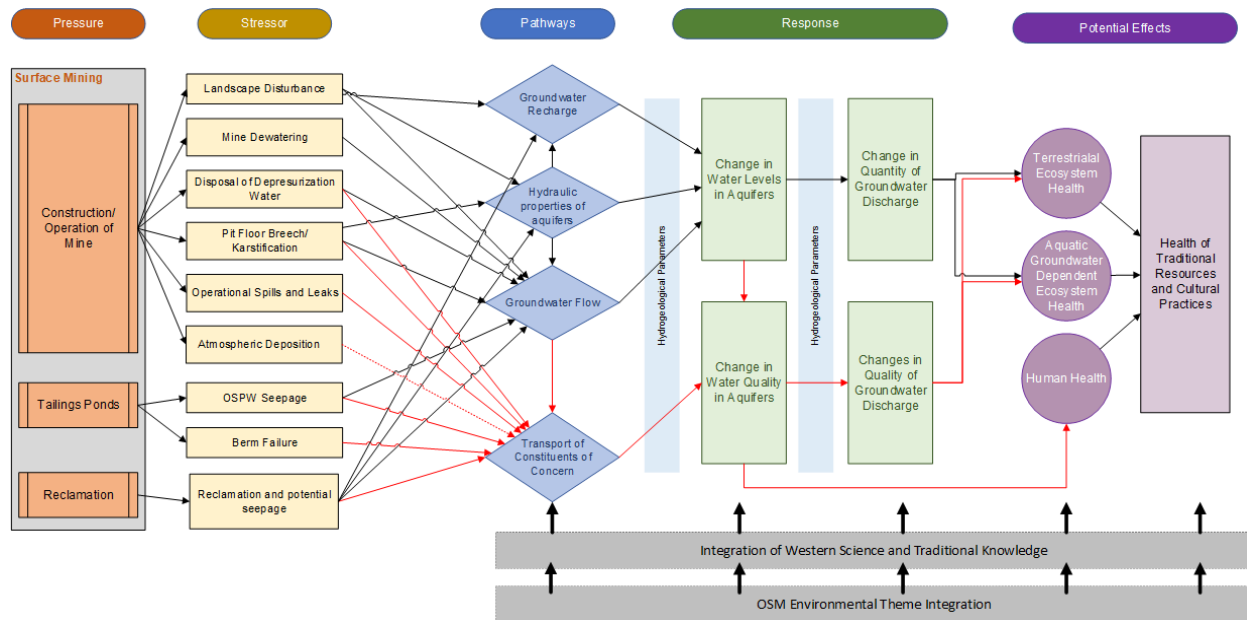 Pressure
Stressor
Pathways
Response
Potential Effects
Surface Mining
Construction/
Operation of
Mine
Tailings Ponds
Reclamation
Landscape Disturbance
Mine Dewatering
Disposal of Depresurization
Water
Pit Floor Breech/
Karstification
Operational Spills and Leaks
Atmospheric Deposition
OSPW Seepage
Berm Failure
Reclamation and potential
seepage
Groundwater
Recharge
Hydraulic
properties of
aquifers
Groundwater Flow
Transport of
Constituents of
Concern
Hydrogeological Parameters
Change in
Water Levels
in Aquifers
Change in
Water Quality
in Aquifers
Hydrogeological Parameters
Change in
Quantity of
Groundwater
Discharge
Changes in
Quality of
Groundwater
Discharge
Terrestrialial
Ecosystem
Health
Aquatic
Groundwater
Dependent
Ecosystem
Health
Human Health
Health of
Traditional
Resources
and Cultural
Practices
Integration of Western Science and Traditional Knowledge
OSM Environmental Theme Integration